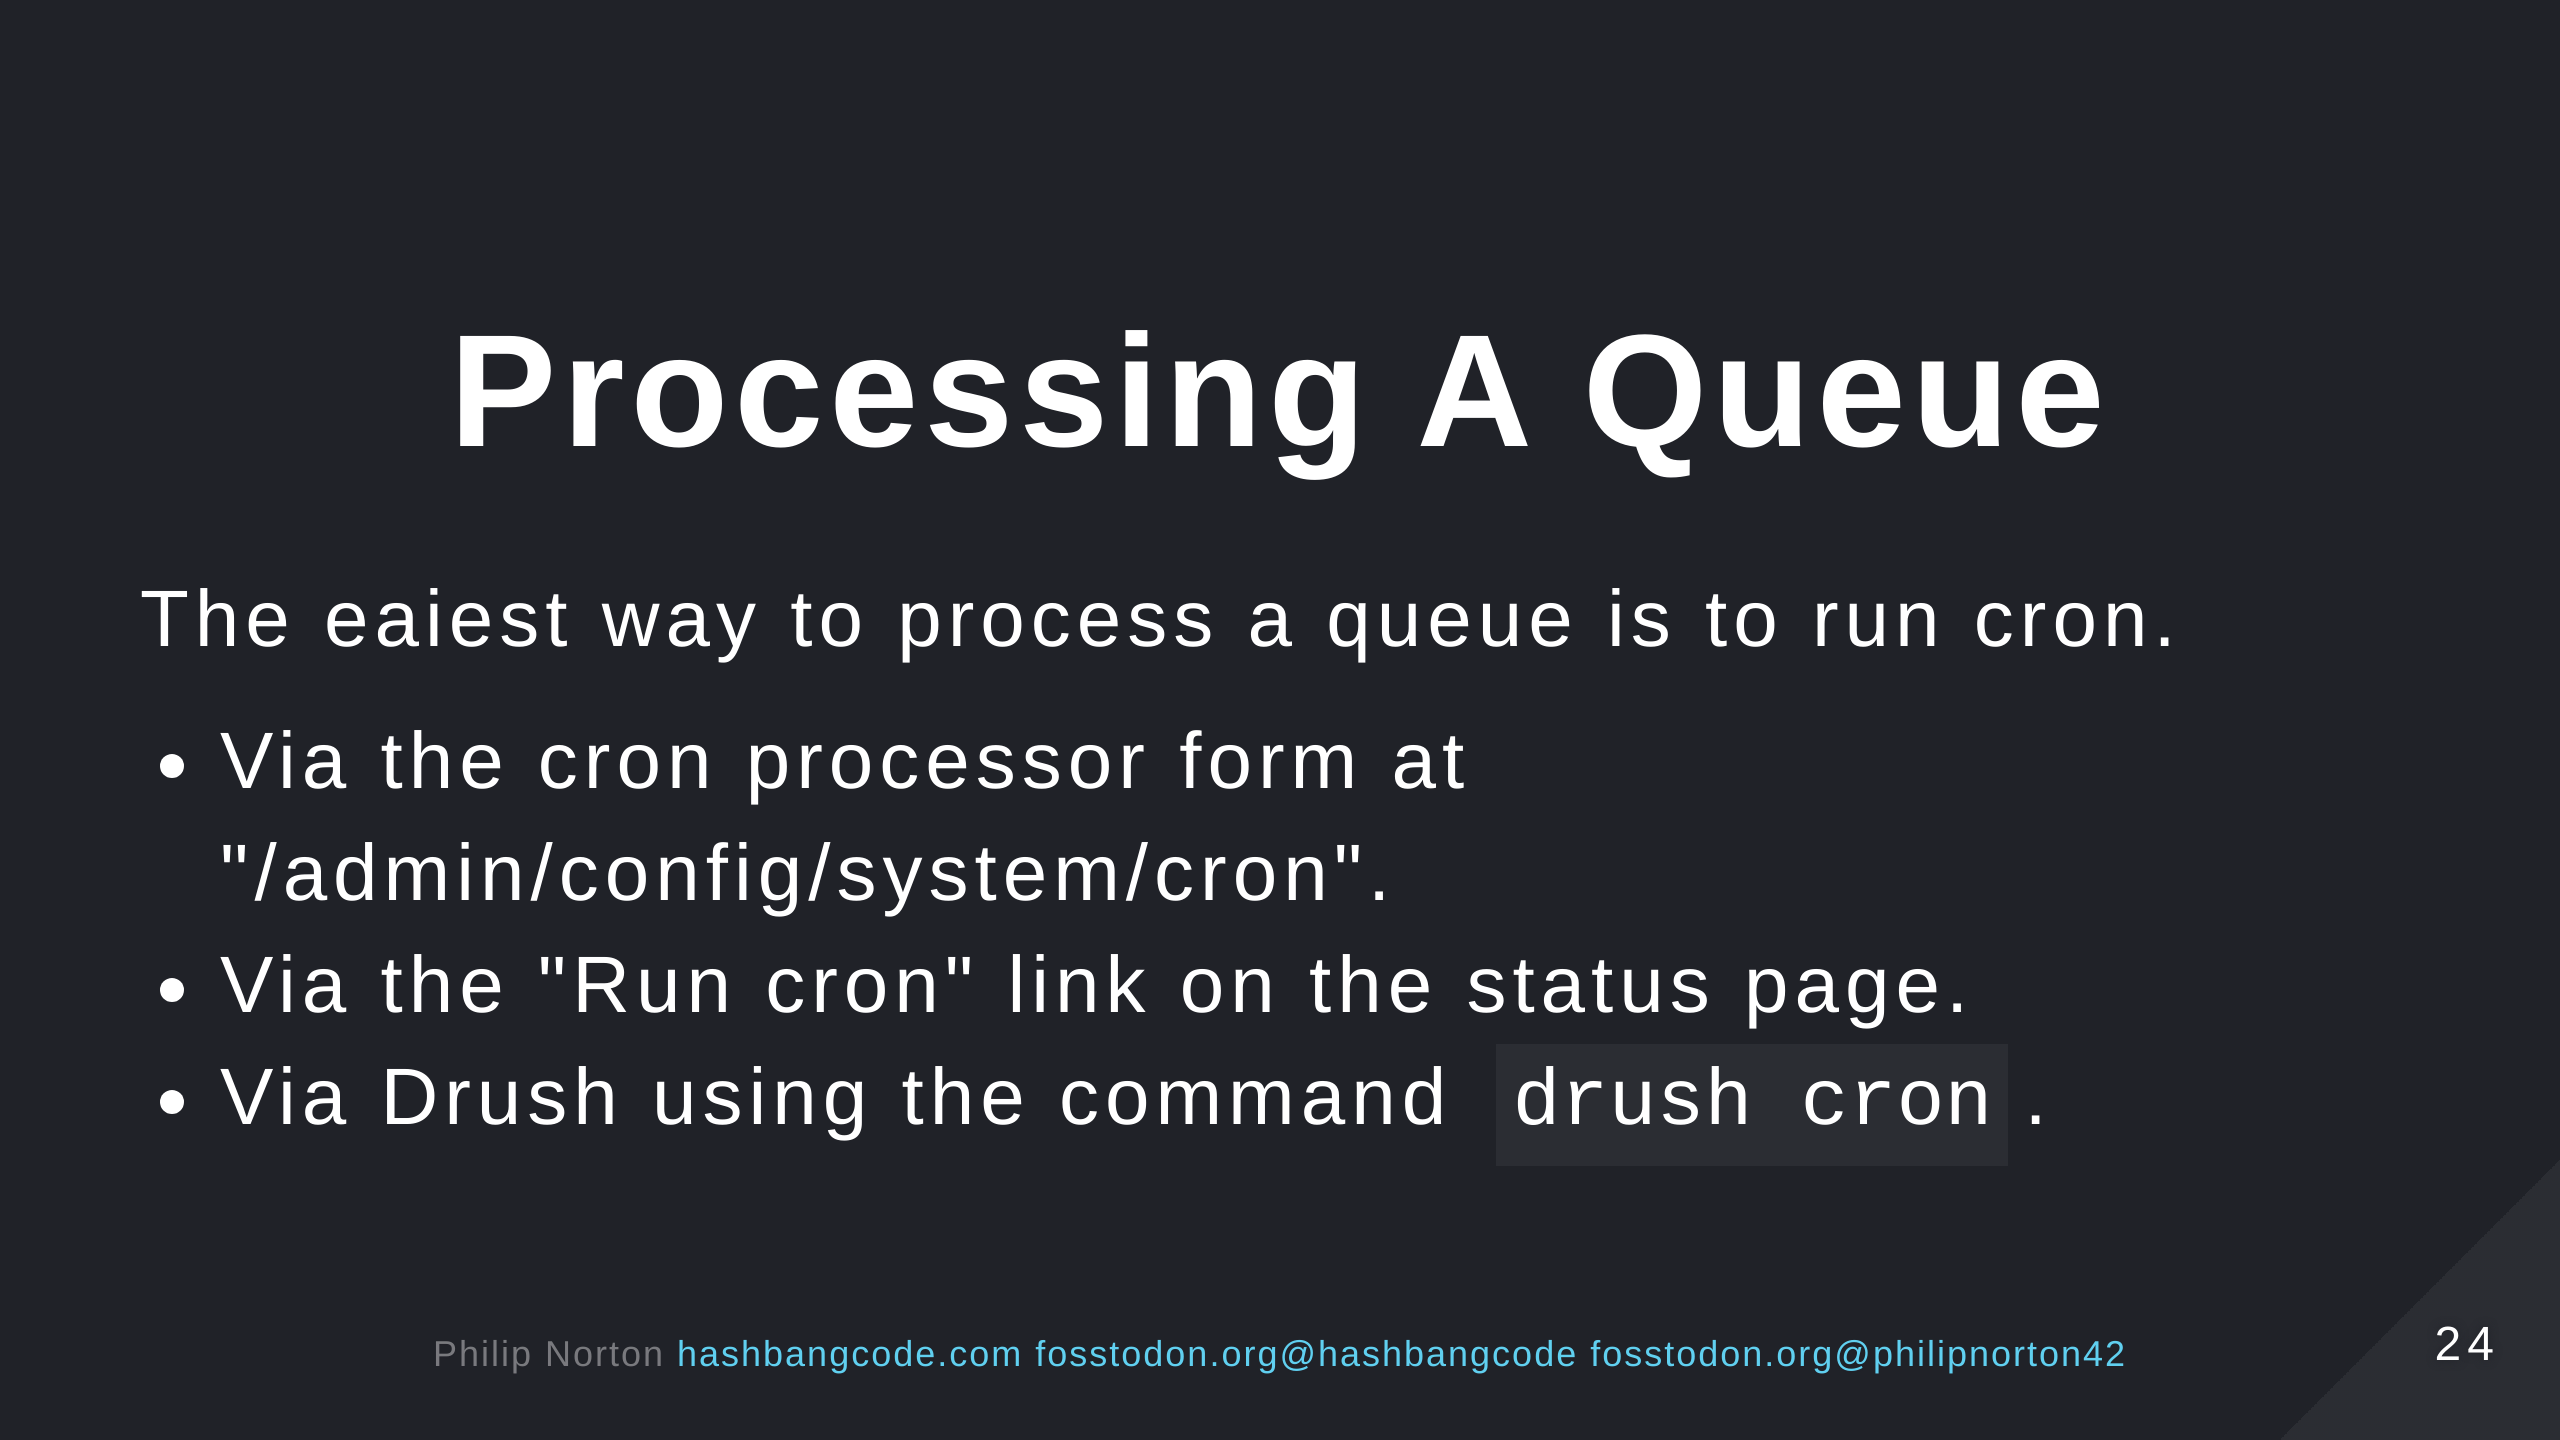 Processing A Queue
The eaiest way to process a queue is to run cron.
• Via the cron processor form at
"/admin/config/system/cron".
• Via the "Run cron" link on the status page.
• Via Drush using the command drush cron.
Philip Norton hashbangcode.com fosstodon.org@hashbangcode fosstodon.org@philipnorton42
24